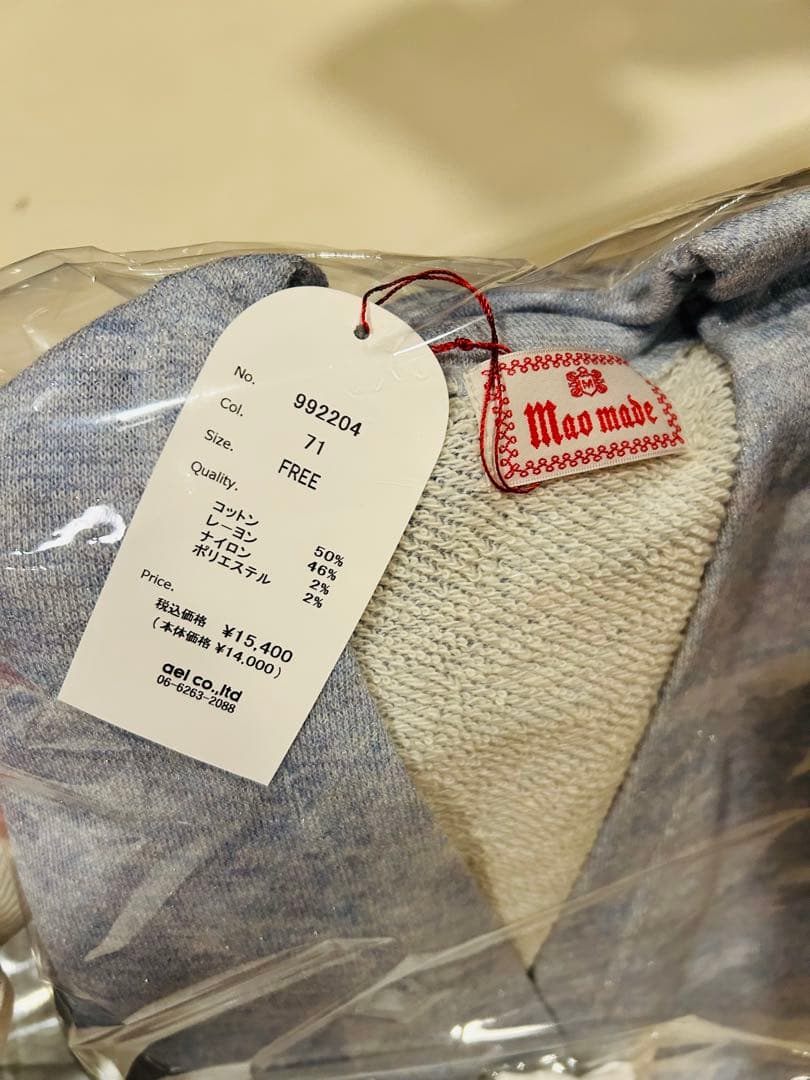 No. 992204
Col. 71
Size. FREE
Quality.
コットン 50%
レーヨン 46%
ナイロン 2%
ポリエステル 2%
Price.
税込価格 ¥15,400
(本体価格 ¥14,000)
ael co.,ltd
06-6263-2088
M
Mao made